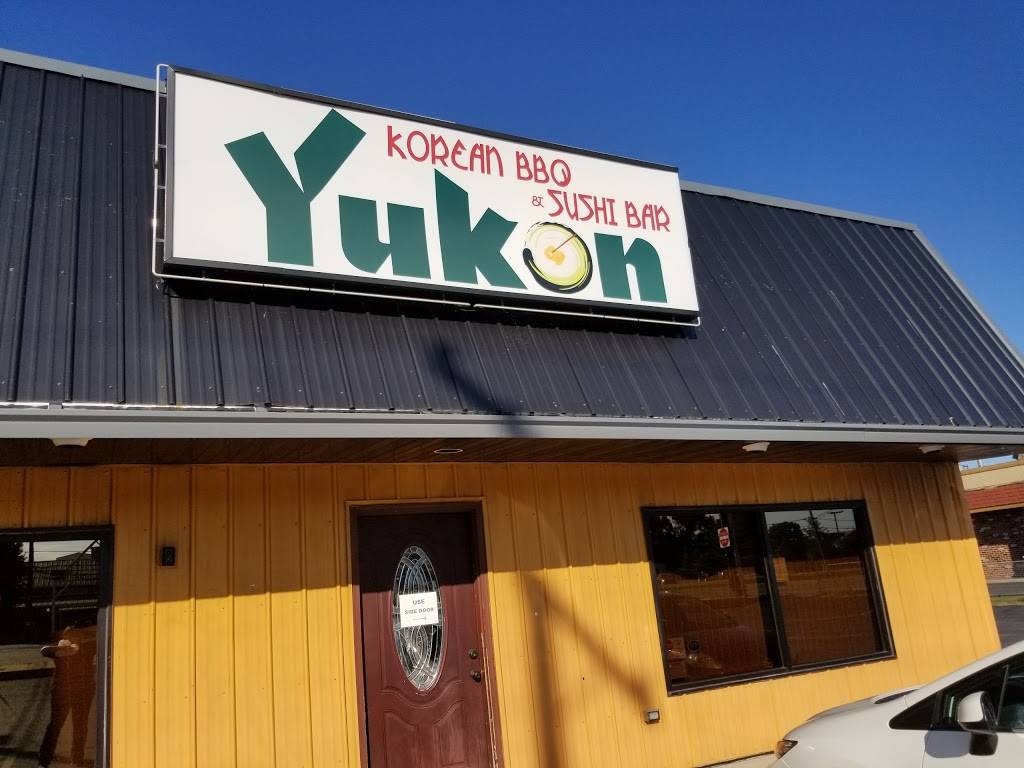 KOREAN BBQ
& SUSHI BAR
Yukon
USE
SIDE DOOR